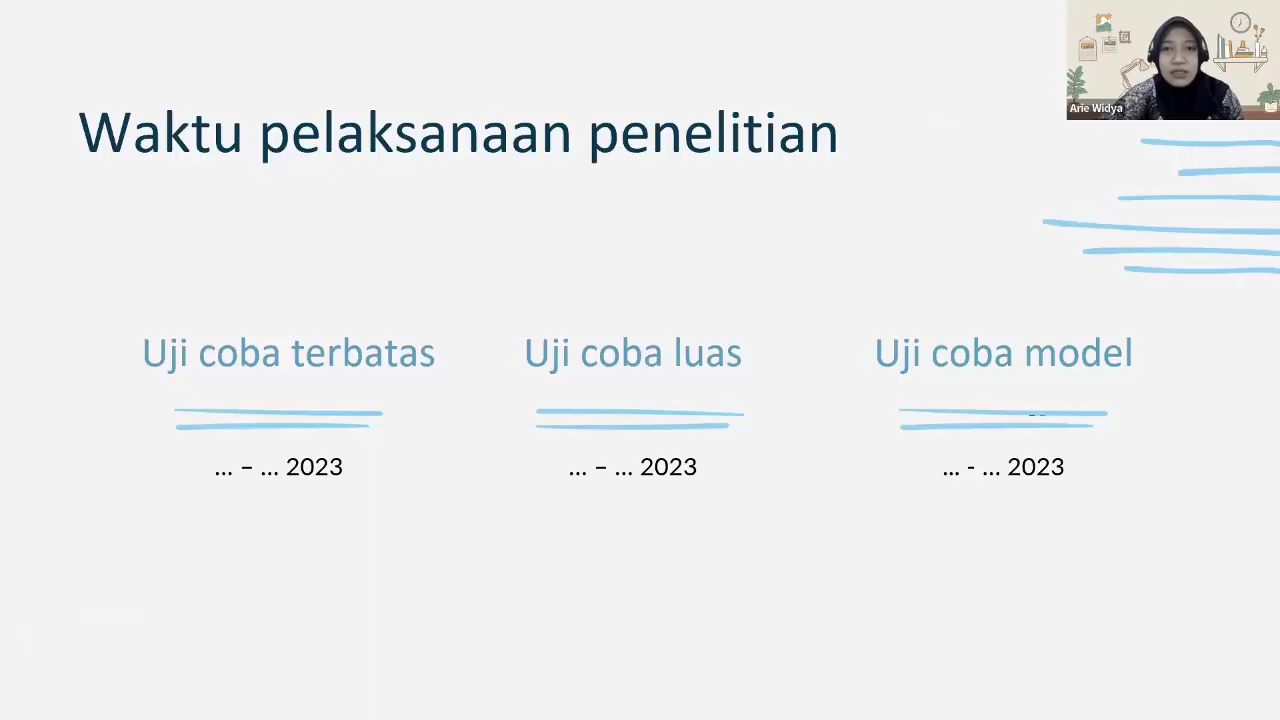 Arie Widya
Waktu pelaksanaan penelitian
Uji coba terbatas
Uji coba luas
Uji coba model
... – ... 2023
... – ... 2023
... - ... 2023